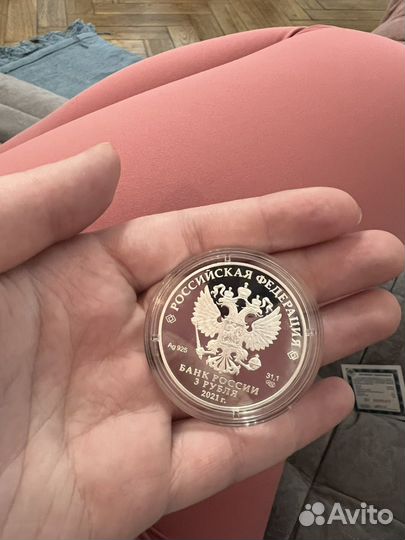 РОССИЙСКАЯ ФЕДЕРАЦИЯ
Ag 925
31,1
БАНК РОССИИ
3 РУБЛЯ
2021 г.
Avito